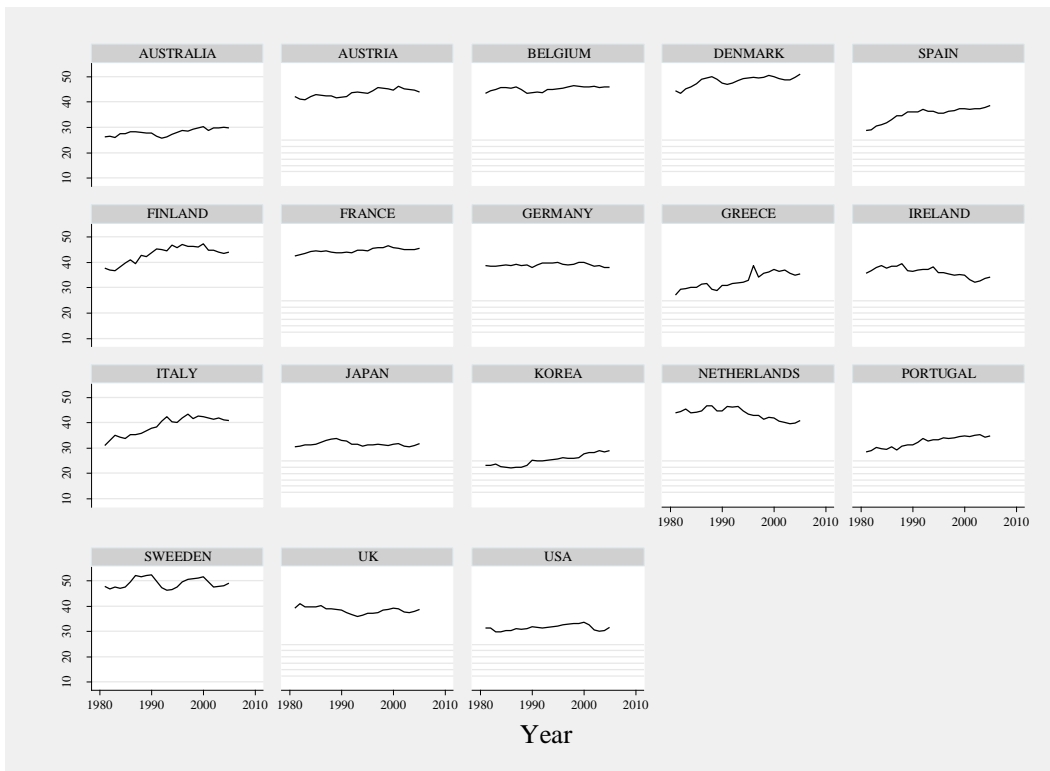 AUSTRALIA AUSTRIA BELGIUM DENMARK SPAIN
50
40
30
20
10
FINLAND FRANCE GERMANY GREECE IRELAND
50
40
30
20
10
ITALY JAPAN KOREA NETHERLANDS PORTUGAL
50
40
30
20
10
1980 1990 2000 2010 1980 1990 2000 2010
SWEEDEN UK USA
50
40
30
20
10
1980 1990 2000 2010 1980 1990 2000 2010 1980 1990 2000 2010
Year